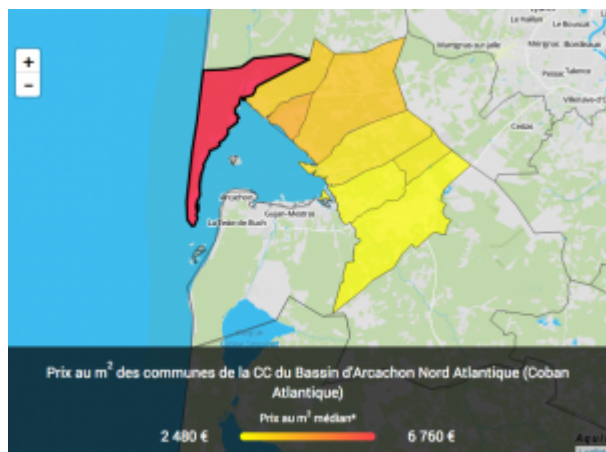 Le Haillan
Le Bouscat
Martignas sur jalle
Mérignac
Bordeaux
Pessac
Talence
Villenave-d'O
Cestas
+
−
Arcachon
Gujan-Mestras
La Teste de Buch
Prix au m² des communes de la CC du Bassin d'Arcachon Nord Atlantique (Coban
Atlantique)
Prix au m² médian*
2 480 €
6 760 €
Aqui